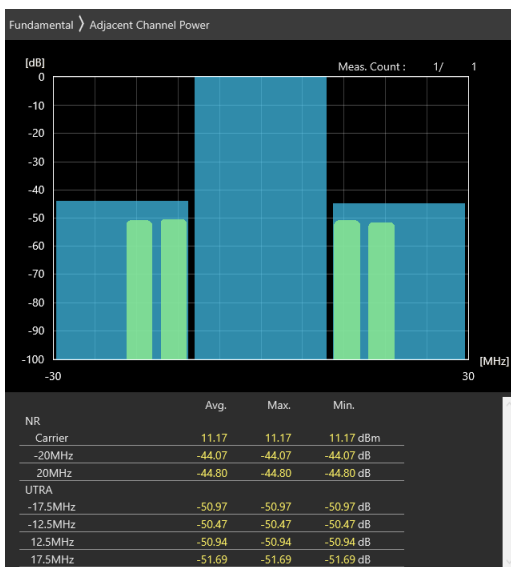 Fundamental 》 Adjacent Channel Power
[dB]
Meas. Count : 1/ 1
0
-10
-20
-30
-40
-50
-60
-70
-80
-90
-100
[MHz]
-30 30
Avg. Max. Min.
NR
Carrier 11.17 11.17 11.17 dBm
-20MHz -44.07 -44.07 -44.07 dB
20MHz -44.80 -44.80 -44.80 dB
UTRA
-17.5MHz -50.97 -50.97 -50.97 dB
-12.5MHz -50.47 -50.47 -50.47 dB
12.5MHz -50.94 -50.94 -50.94 dB
17.5MHz -51.69 -51.69 -51.69 dB